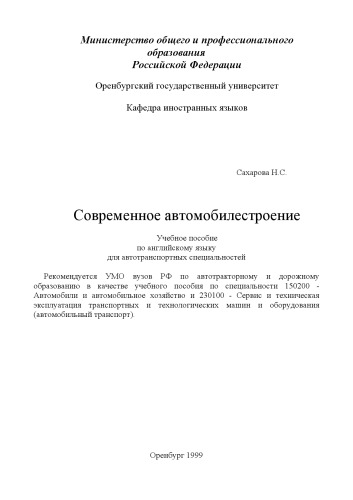 Министерство общего и профессионального
образования
Российской Федерации
Оренбургский государственный университет
Кафедра иностранных языков
Сахарова Н.С.
Современное автомобилестроение
Учебное пособие
по английскому языку
для автотранспортных специальностей
Рекомендуется УМО вузов РФ по автотракторному и дорожному
образованию в качестве учебного пособия по специальности 150200 -
Автомобили и автомобильное хозяйство и 230100 - Сервис и техническая
эксплуатация транспортных и технологических машин и оборудования
(автомобильный транспорт).
Оренбург 1999